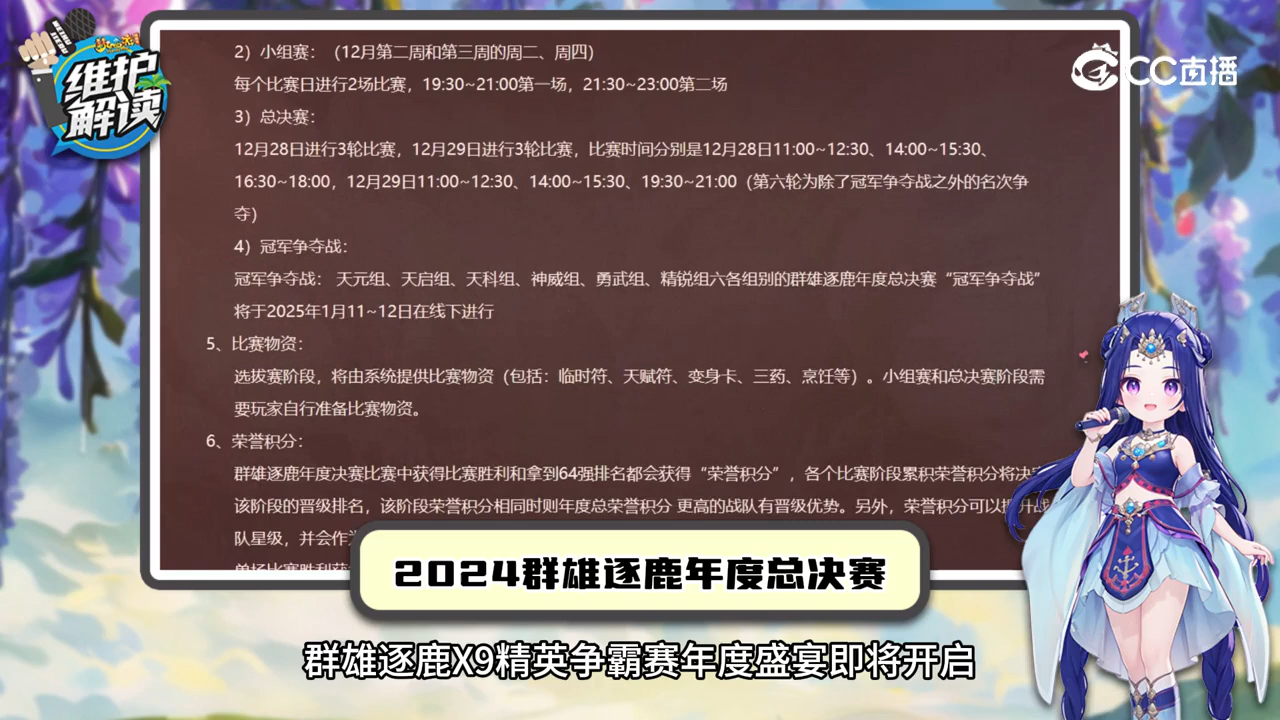 维护
解读
CC直播
2）小组赛：（12月第二周和第三周的周二、周四）
每个比赛日进行2场比赛，19:30~21:00第一场，21:30~23:00第二场
3）总决赛：
12月28日进行3轮比赛，12月29日进行3轮比赛，比赛时间分别是12月28日11:00~12:30、14:00~15:30、
16:30~18:00，12月29日11:00~12:30、14:00~15:30、19:30~21:00（第六轮为除了冠军争夺战之外的名次争
夺）
4）冠军争夺战：
冠军争夺战： 天元组、天启组、天科组、神威组、勇武组、精锐组六各组别的群雄逐鹿年度总决赛“冠军争夺战”
将于2025年1月11~12日在线下进行
5、比赛物资：
选拔赛阶段，将由系统提供比赛物资（包括：临时符、天赋符、变身卡、三药、烹饪等）。小组赛和总决赛阶段需
要玩家自行准备比赛物资。
6、荣誉积分：
群雄逐鹿年度决赛比赛中获得比赛胜利和拿到64强排名都会获得“荣誉积分”，各个比赛阶段累积荣誉积分将决
该阶段的晋级排名，该阶段荣誉积分相同时则年度总荣誉积分 更高的战队有晋级优势。另外，荣誉积分可以
队星级，并会作
2024群雄逐鹿年度总决赛
群雄逐鹿X9精英争霸赛年度盛宴即将开启